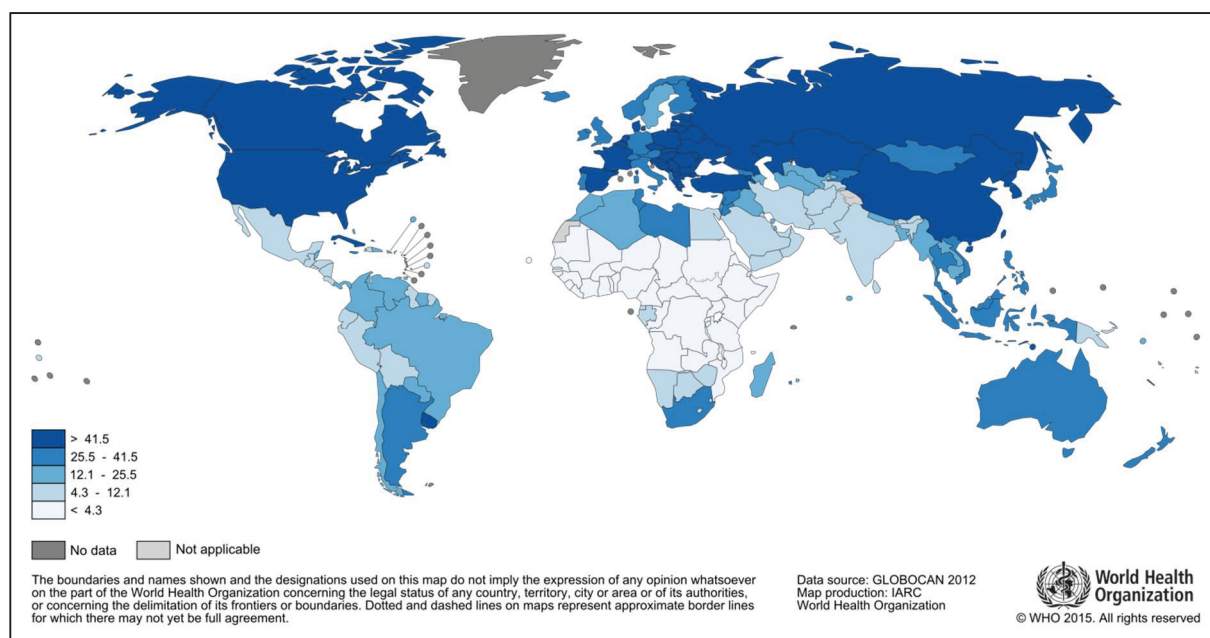 > 41.5
25.5 - 41.5
12.1 - 25.5
4.3 - 12.1
< 4.3
No data
Not applicable
The boundaries and names shown and the designations used on this map do not imply the expression of any opinion whatsoever
on the part of the World Health Organization concerning the legal status of any country, territory, city or area or of its authorities,
or concerning the delimitation of its frontiers or boundaries. Dotted and dashed lines on maps represent approximate border lines
for which there may not yet be full agreement.
Data source: GLOBOCAN 2012
Map production: IARC
World Health Organization
World Health
Organization
© WHO 2015. All rights reserved